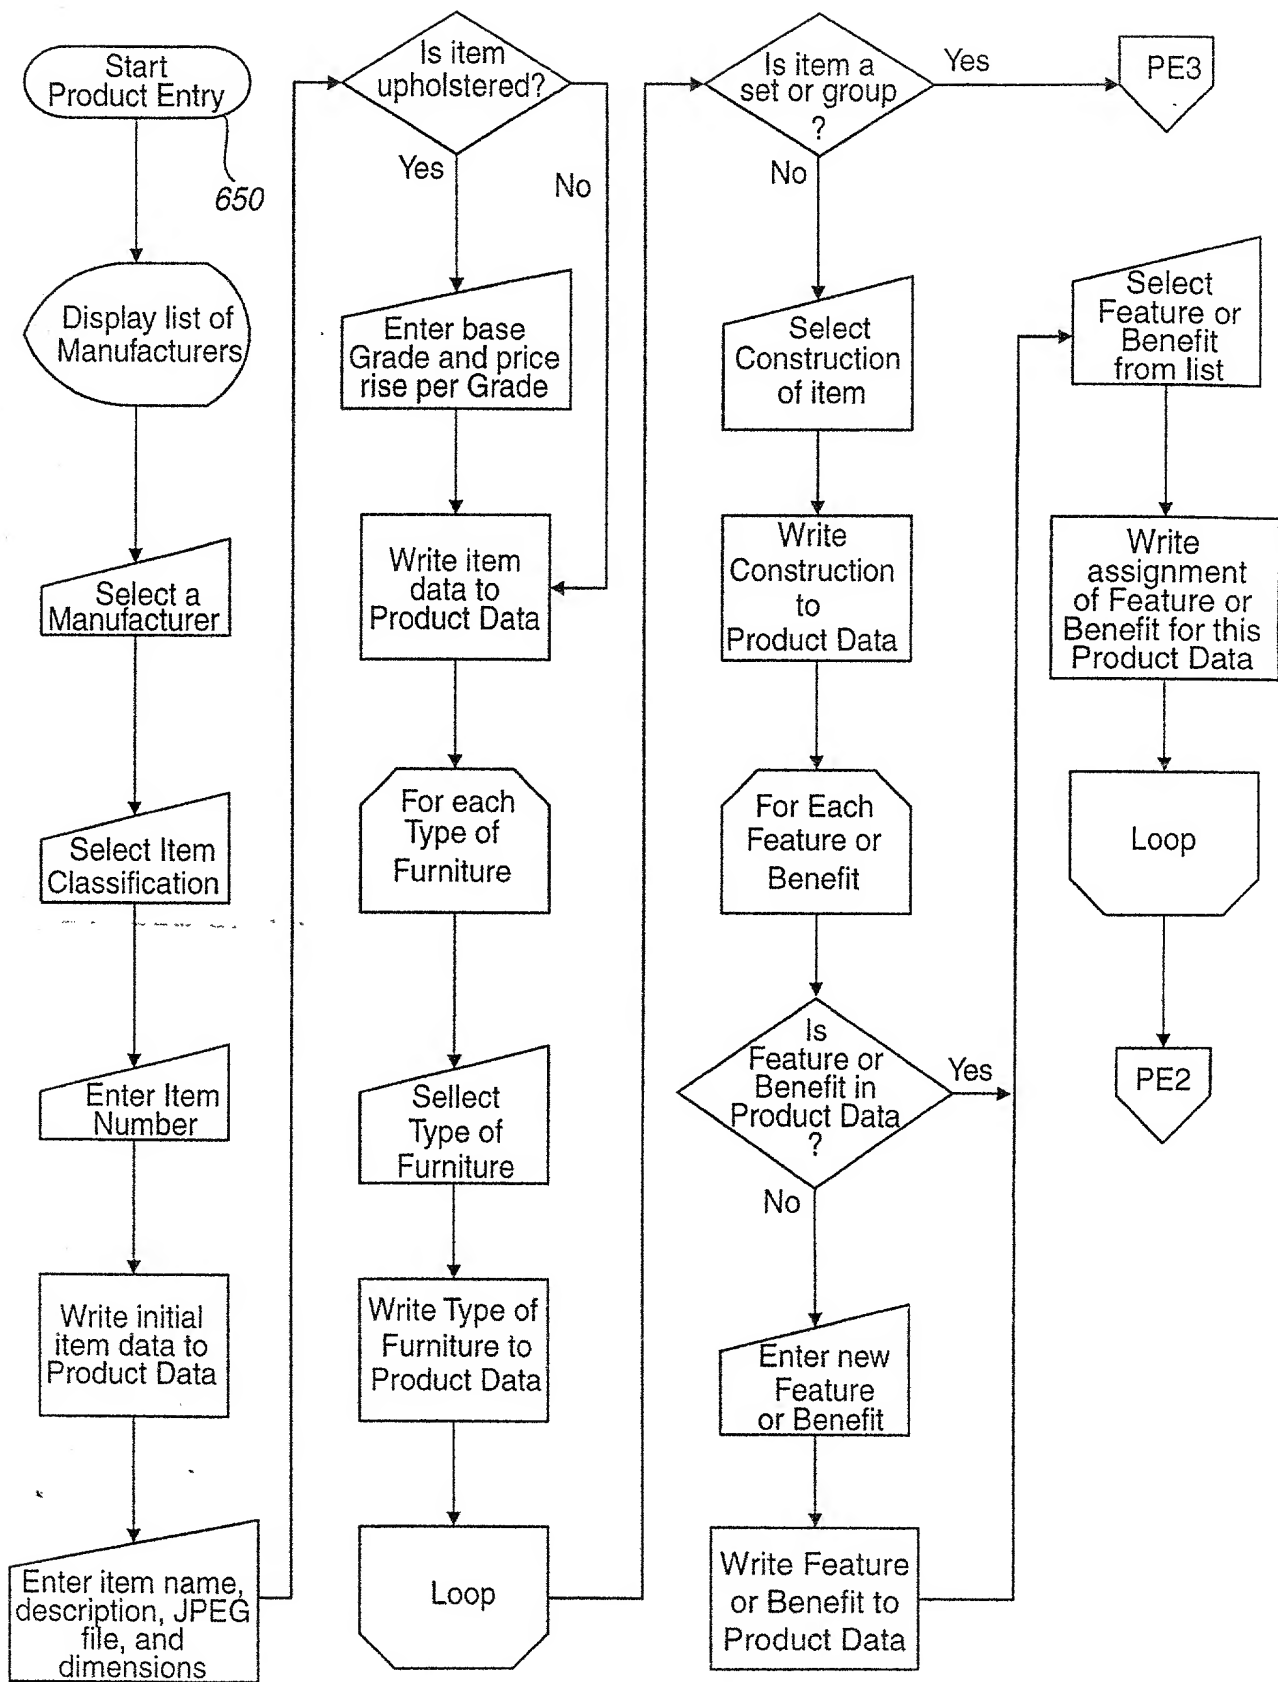 Start
Product Entry
650
Display list of
Manufacturers
Select a
Manufacturer
Select Item
Classification
Enter Item
Number
Write initial
item data to
Product Data
Enter item name,
description, JPEG
file, and
dimensions
Is item
upholstered?
Yes
No
Enter base
Grade and price
rise per Grade
Write item
data to
Product Data
For each
Type of
Furniture
Sellect
Type of
Furniture
Write Type of
Furniture to
Product Data
Loop
Is item a
set or group
?
Yes
No
PE3
Select
Construction
of item
Write
Construction
to
Product Data
For Each
Feature or
Benefit
Is
Feature or
Benefit in
Product Data
?
Yes
No
Enter new
Feature
or Benefit
Write Feature
or Benefit to
Product Data
Select
Feature or
Benefit
from list
Write
assignment
of Feature or
Benefit for this
Product Data
Loop
PE2